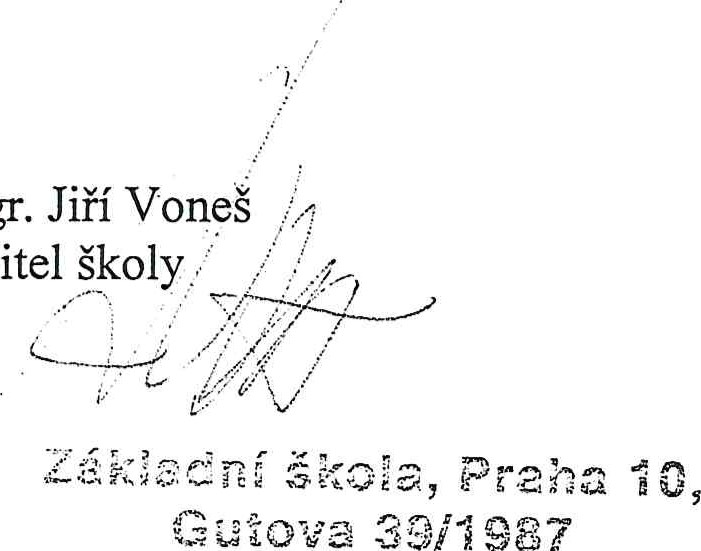 gr. Jiří Voneš
itel školy
Základní škola, Praha 10,
Gutova 39/1987